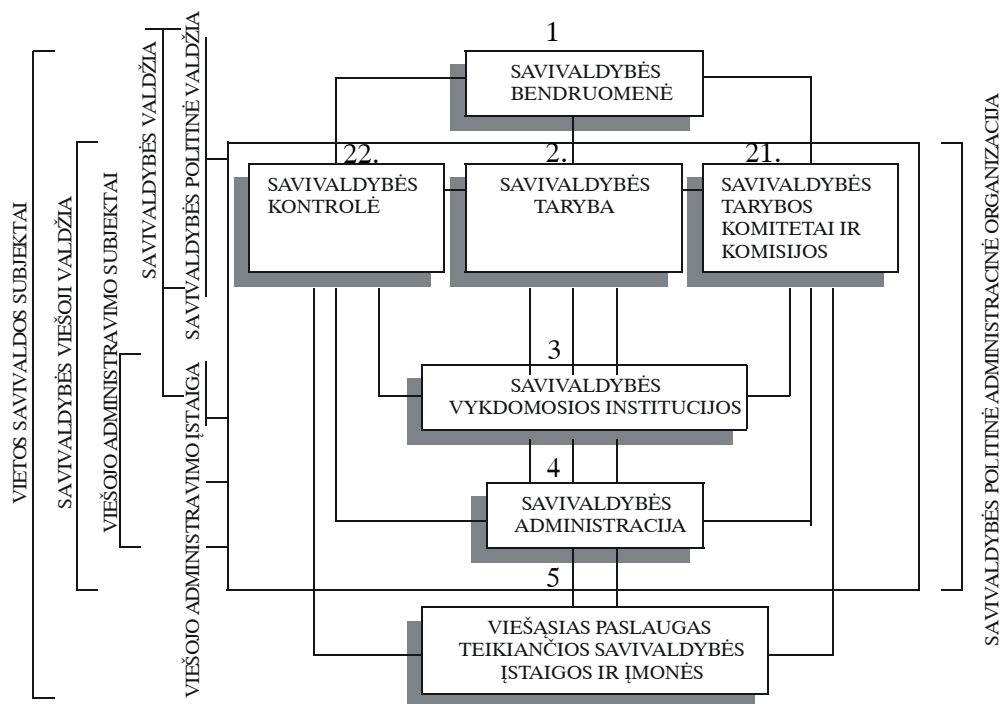 1
SAVIVALDYBĖS
BENDRUOMENĖ
22.
SAVIVALDYBĖS
KONTROLĖ
2.
SAVIVALDYBĖS
TARYBA
21.
SAVIVALDYBĖS
TARYBOS
KOMITETAI IR
KOMISIJOS
3
SAVIVALDYBĖS
VYKDOMOSIOS INSTITUCIJOS
4
SAVIVALDYBĖS
ADMINISTRACIJA
5
VIEŠĄSIAS PASLAUGAS
TEIKIANČIOS SAVIVALDYBĖS
ĮSTAIGOS IR ĮMONĖS
VIETOS SAVIVALDOS SUBJEKTAI
SAVIVALDYBĖS VIEŠOJI VALDŽIA
VIEŠOJO ADMINISTRAVIMO SUBJEKTAI
SAVIVALDYBĖS VALDŽIA
SAVIVALDYBĖS POLITINĖ VALDŽIA
VIEŠOJO ADMINISTRAVIMO ĮSTAIGA
SAVIVALDYBĖS POLITINĖ ADMINISTRACINĖ ORGANIZACIJA